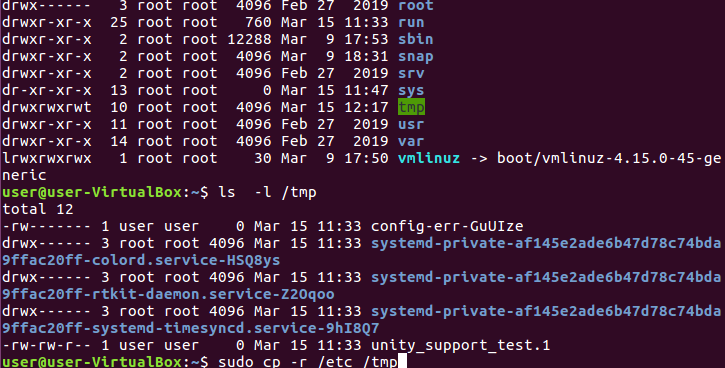 drwx------   3 root root  4096 Feb 27  2019 root
drwxr-xr-x  25 root root   760 Mar 15 11:33 run
drwxr-xr-x   2 root root 12288 Mar  9 17:53 sbin
drwxr-xr-x   2 root root  4096 Mar  9 18:31 snap
drwxr-xr-x   2 root root  4096 Feb 27  2019 srv
dr-xr-xr-x  13 root root     0 Mar 15 11:47 sys
drwxrwxrwt  10 root root  4096 Mar 15 12:17 tmp
drwxr-xr-x  11 root root  4096 Feb 27  2019 usr
drwxr-xr-x  14 root root  4096 Feb 27  2019 var
lrwxrwxrwx   1 root root    30 Mar  9 17:50 vmlinuz -> boot/vmlinuz-4.15.0-45-ge
neric
user@user-VirtualBox:~$ ls  -l /tmp
total 12
-rw------- 1 user user    0 Mar 15 11:33 config-err-GuUIze
drwx------ 3 root root 4096 Mar 15 11:33 systemd-private-af145e2ade6b47d78c74bda
9ffac20ff-colord.service-HSQ8ys
drwx------ 3 root root 4096 Mar 15 11:33 systemd-private-af145e2ade6b47d78c74bda
9ffac20ff-rtkit-daemon.service-Z2Oqoo
drwx------ 3 root root 4096 Mar 15 11:33 systemd-private-af145e2ade6b47d78c74bda
9ffac20ff-systemd-timesyncd.service-9hI8Q7
-rw-rw-r-- 1 user user    0 Mar 15 11:33 unity_support_test.1
user@user-VirtualBox:~$ sudo cp -r /etc /tmp